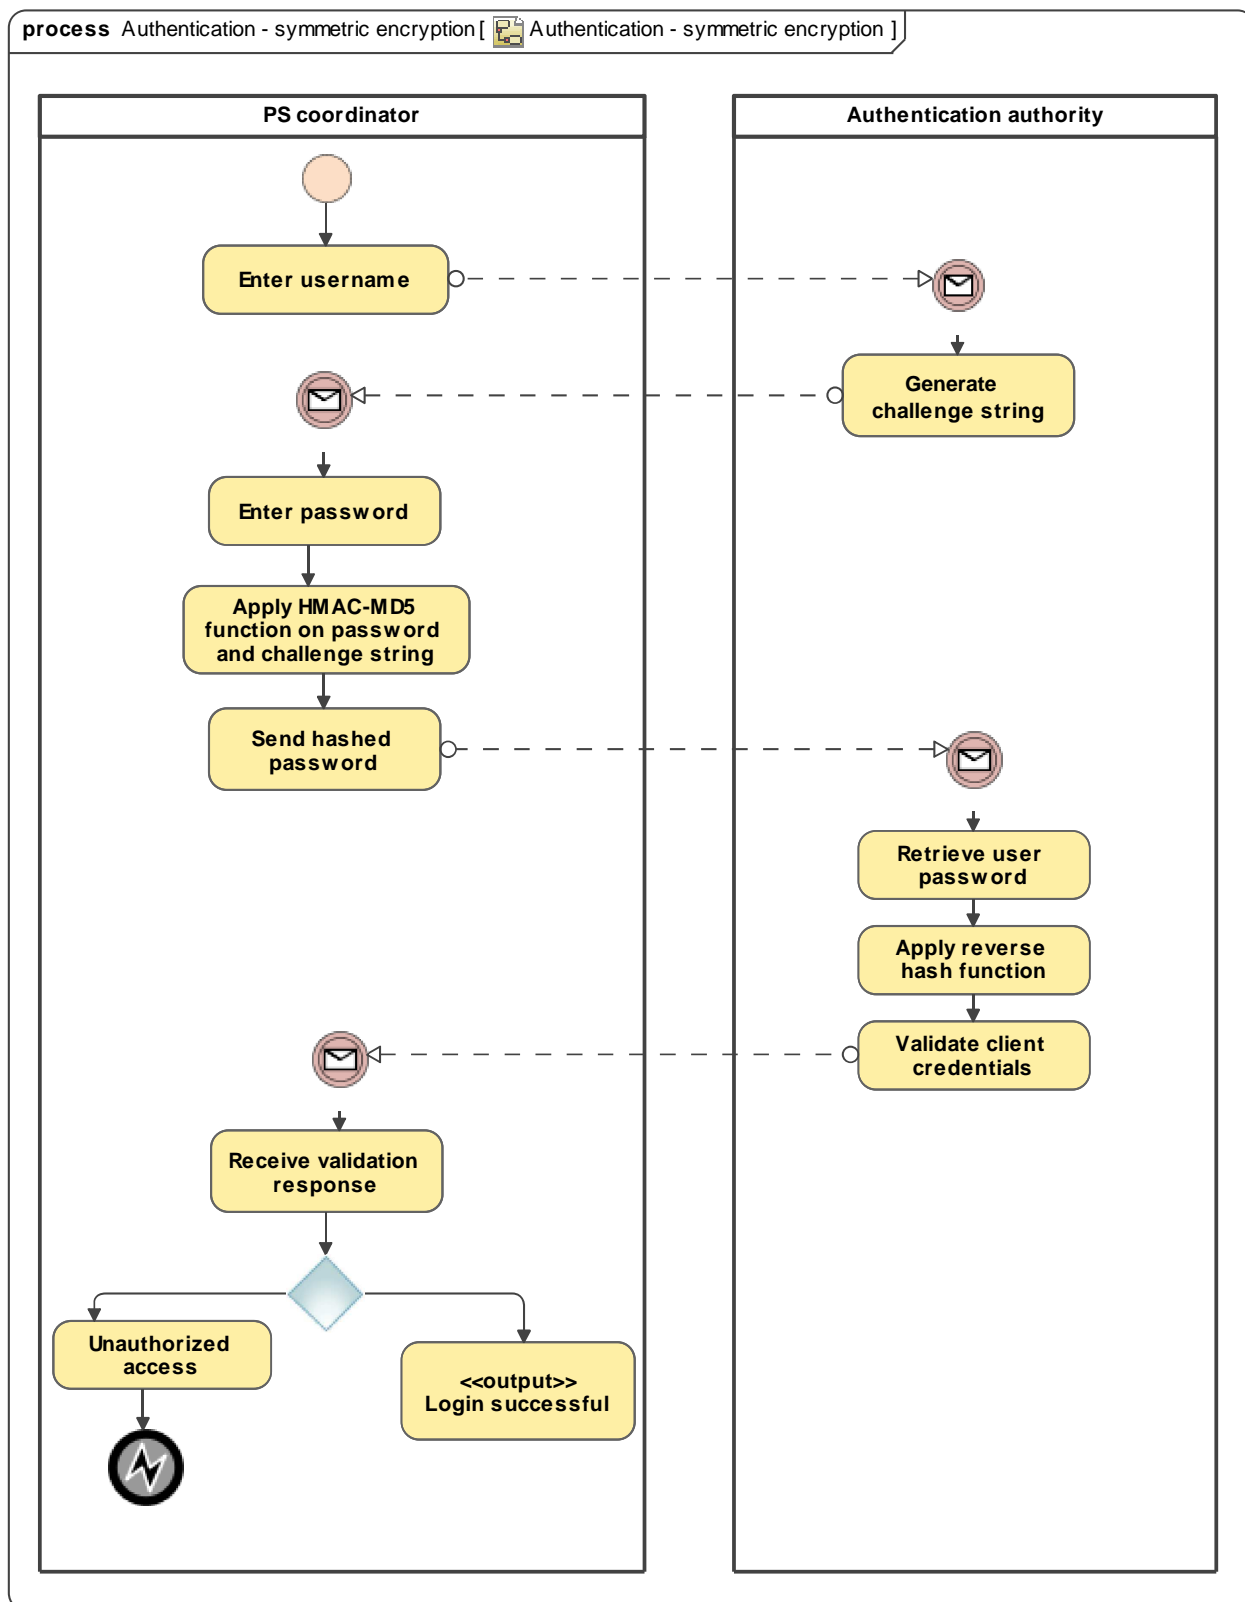 process Authentication - symmetric encryption [ Authentication - symmetric encryption ]
PS coordinator
Authentication authority
Enter username
Generate
challenge string
Enter password
Apply HMAC-MD5
function on password
and challenge string
Send hashed
password
Retrieve user
password
Apply reverse
hash function
Validate client
credentials
Receive validation
response
Unauthorized
access
<<output>>
Login successful